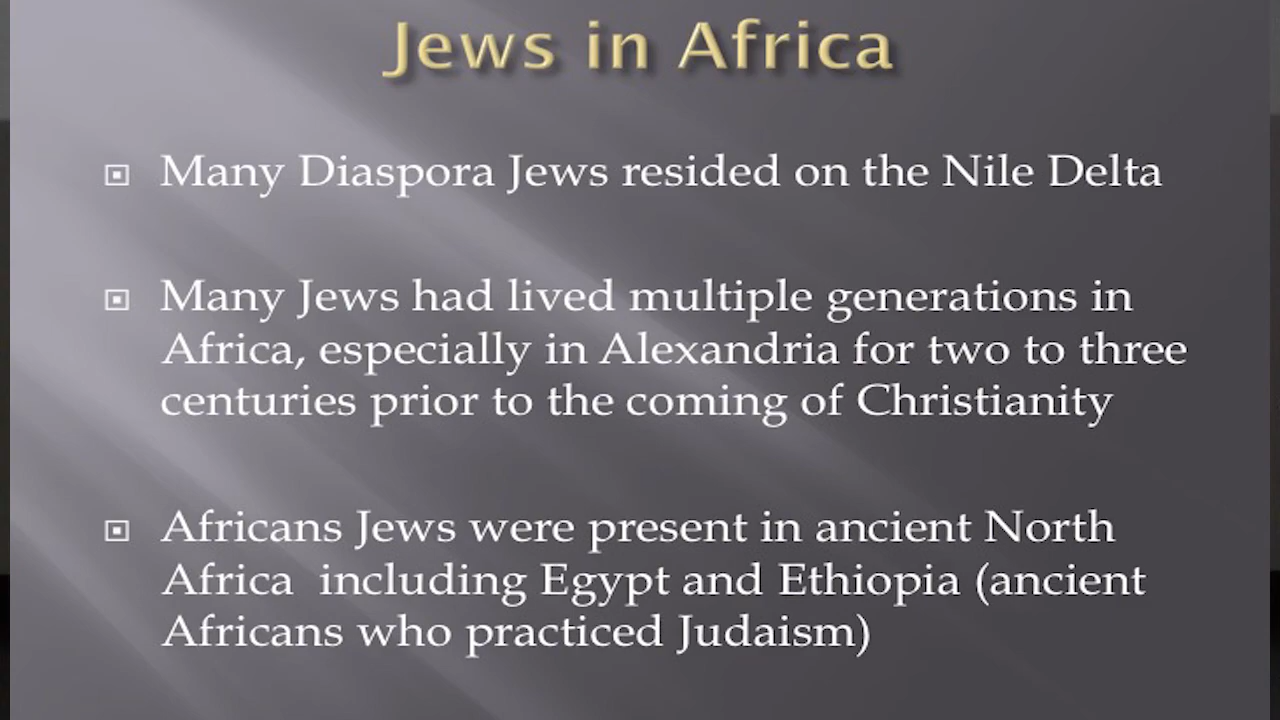 Jews in Africa
Many Diaspora Jews resided on the Nile Delta
Many Jews had lived multiple generations in
Africa, especially in Alexandria for two to three
centuries prior to the coming of Christianity
Africans Jews were present in ancient North
Africa  including Egypt and Ethiopia (ancient
Africans who practiced Judaism)